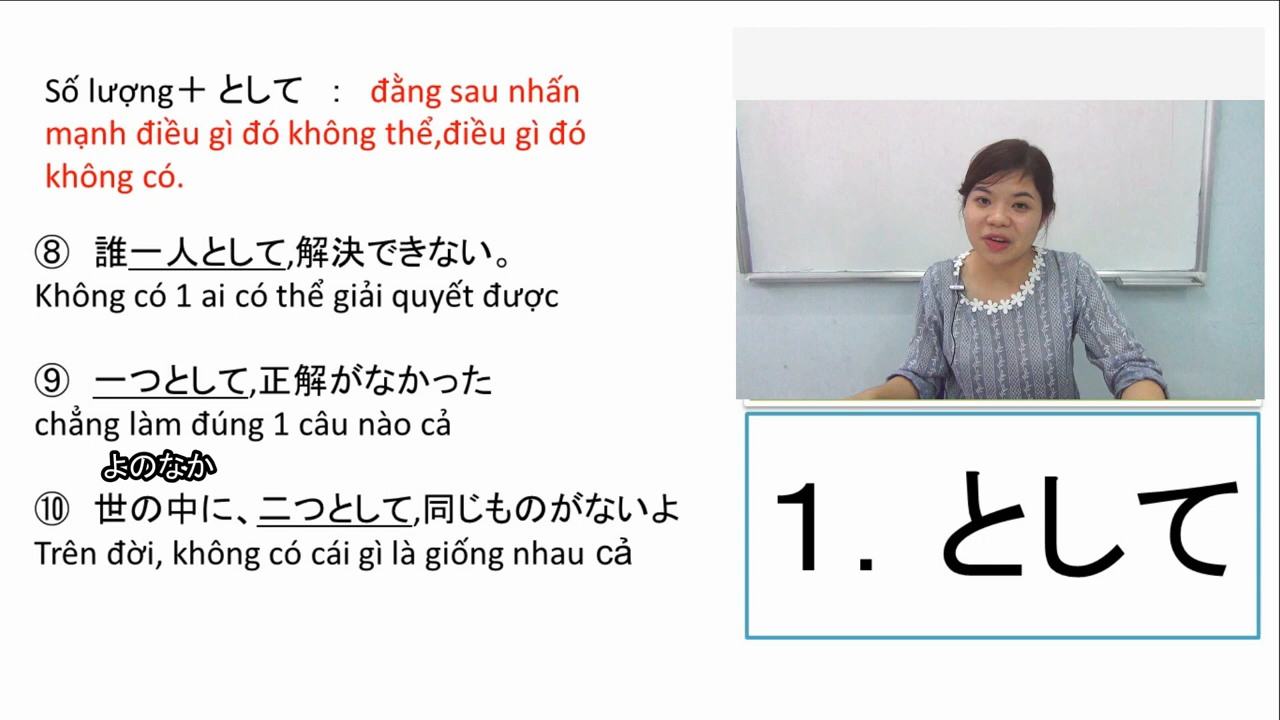 Số lượng＋ として ： đằng sau nhấn
mạnh điều gì đó không thể,điều gì đó
không có.
⑧ 誰一人として,解決できない。
Không có 1 ai có thể giải quyết được
⑨ 一つとして,正解がなかった
chẳng làm đúng 1 câu nào cả
よのなか
⑩ 世の中に、二つとして,同じものがないよ
Trên đời, không có cái gì là giống nhau cả
１. として